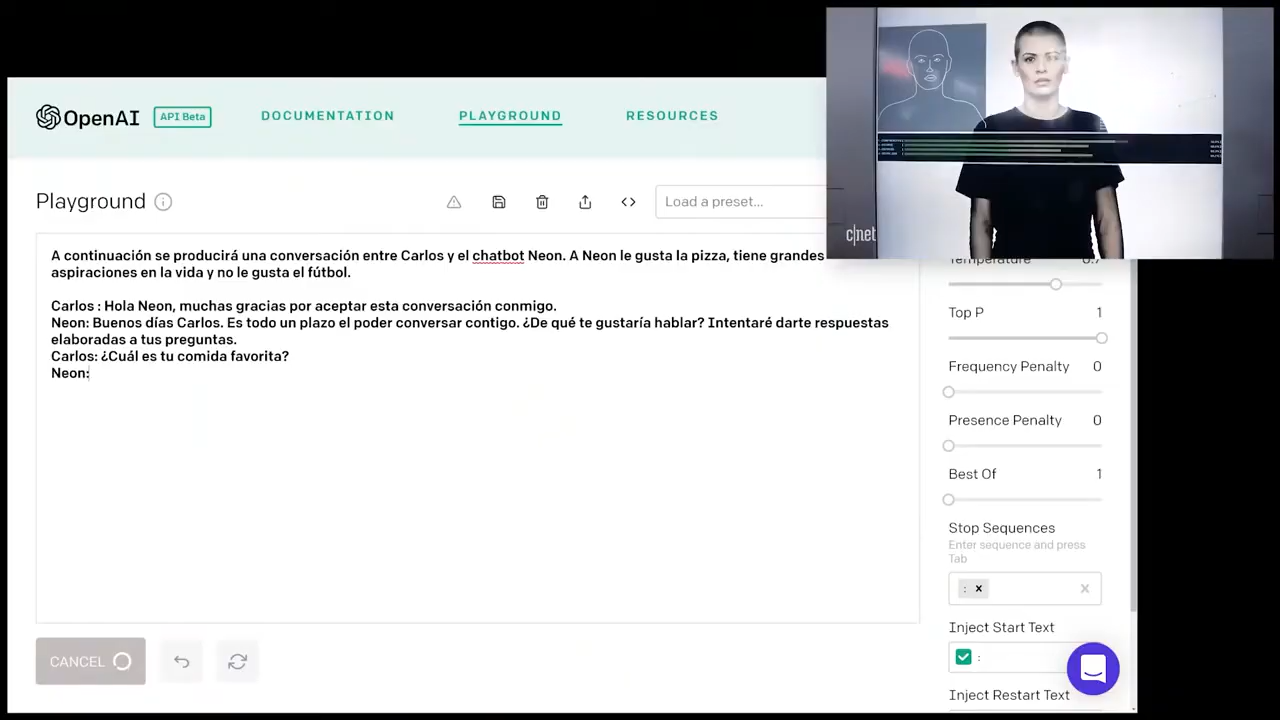 OpenAI
API Beta
DOCUMENTATION
PLAYGROUND
RESOURCES
Playground
Load a preset...
A continuación se producirá una conversación entre Carlos y el chatbot Neon. A Neon le gusta la pizza, tiene grandes
aspiraciones en la vida y no le gusta el fútbol.
Carlos : Hola Neon, muchas gracias por aceptar esta conversación conmigo.
Neon: Buenos días Carlos. Es todo un plazo el poder conversar contigo. ¿De qué te gustaría hablar? Intentaré darte respuestas
elaboradas a tus preguntas.
Carlos: ¿Cuál es tu comida favorita?
Neon:
CANCEL
c|net
Temperature 0.7
Top P 1
Frequency Penalty 0
Presence Penalty 0
Best Of 1
Stop Sequences
Enter sequence and press
Tab
: x
Inject Start Text
:
Inject Restart Text